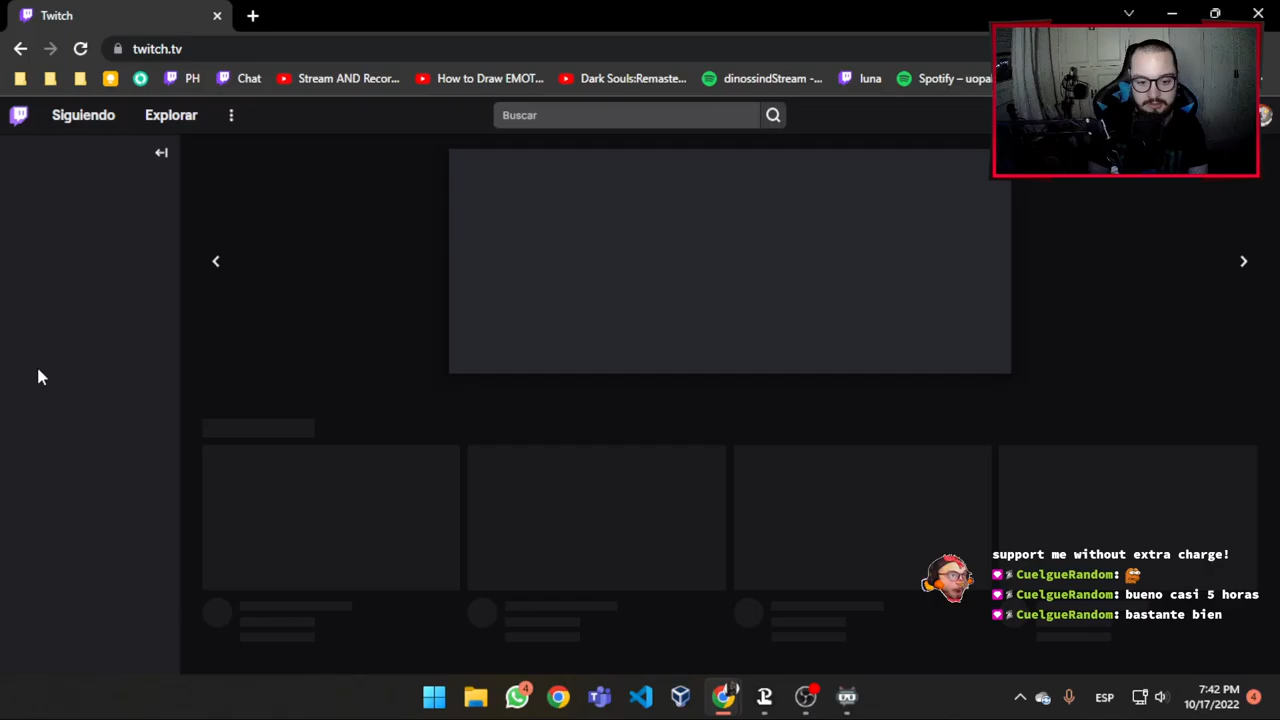 Twitch
twitch.tv
PH
Chat
Stream AND Recor...
How to Draw EMOT...
Dark Souls:Remaste...
dinossindStream -...
luna
Spotify – uopa
Siguiendo
Explorar
Buscar
support me without extra charge!
CuelgueRandom:
CuelgueRandom: bueno casi 5 horas
CuelgueRandom: bastante bien
4
ESP
7:42 PM
10/17/2022
4